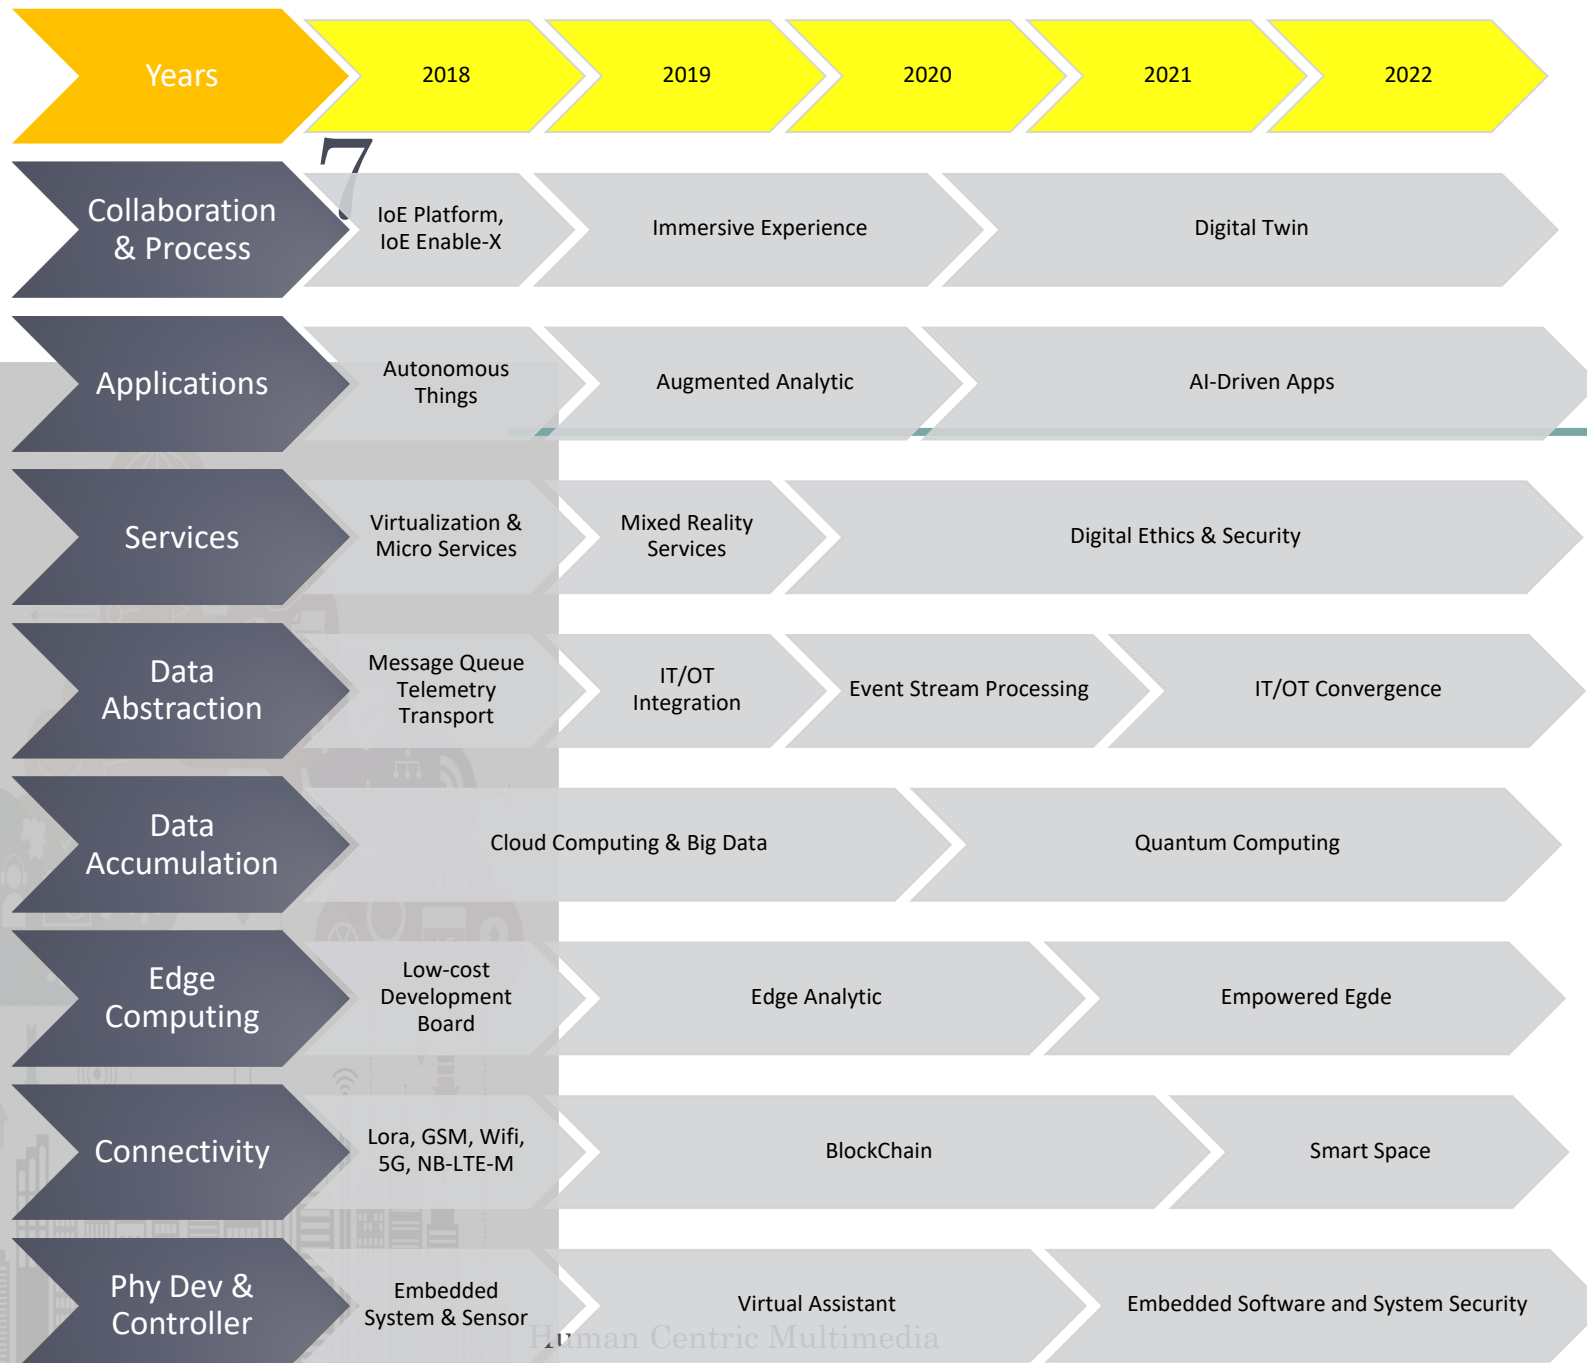 Years
2018
2019
2020
2021
2022
7
Collaboration
& Process
IoE Platform,
IoE Enable-X
Immersive Experience
Digital Twin
Applications
Autonomous
Things
Augmented Analytic
AI-Driven Apps
Services
Virtualization &
Micro Services
Mixed Reality
Services
Digital Ethics & Security
Data
Abstraction
Message Queue
Telemetry
Transport
IT/OT
Integration
Event Stream Processing
IT/OT Convergence
Data
Accumulation
Cloud Computing & Big Data
Quantum Computing
Edge
Computing
Low-cost
Development
Board
Edge Analytic
Empowered Egde
Connectivity
Lora, GSM, Wifi,
5G, NB-LTE-M
BlockChain
Smart Space
Phy Dev &
Controller
Embedded
System & Sensor
Virtual Assistant
Embedded Software and System Security
Human Centric Multimedia